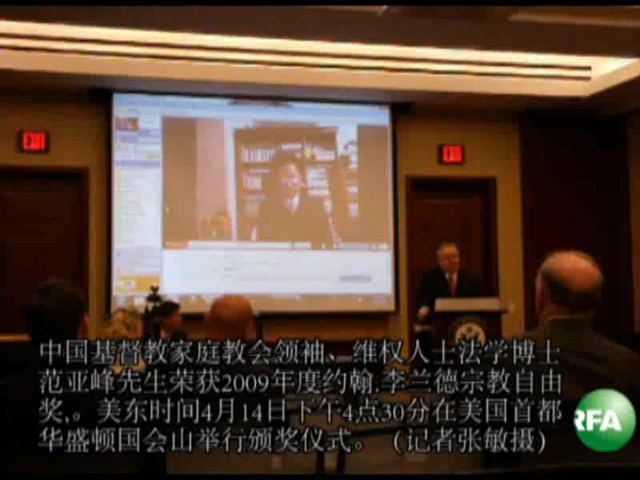 EXIT
EXIT
中国基督教家庭教会领袖、维权人士法学博士
范亚峰先生荣获2009年度约翰.李兰德宗教自由
奖,。美东时间4月14日下午4点30分在美国首都
华盛顿国会山举行颁奖仪式。（记者张敏摄）
RFA